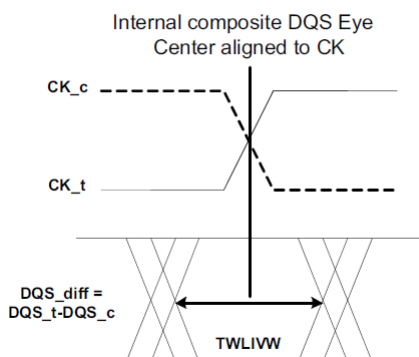 Internal composite DQS Eye
Center aligned to CK
CK_c
CK_t
DQS_diff =
DQS_t-DQS_c
TWLIVW